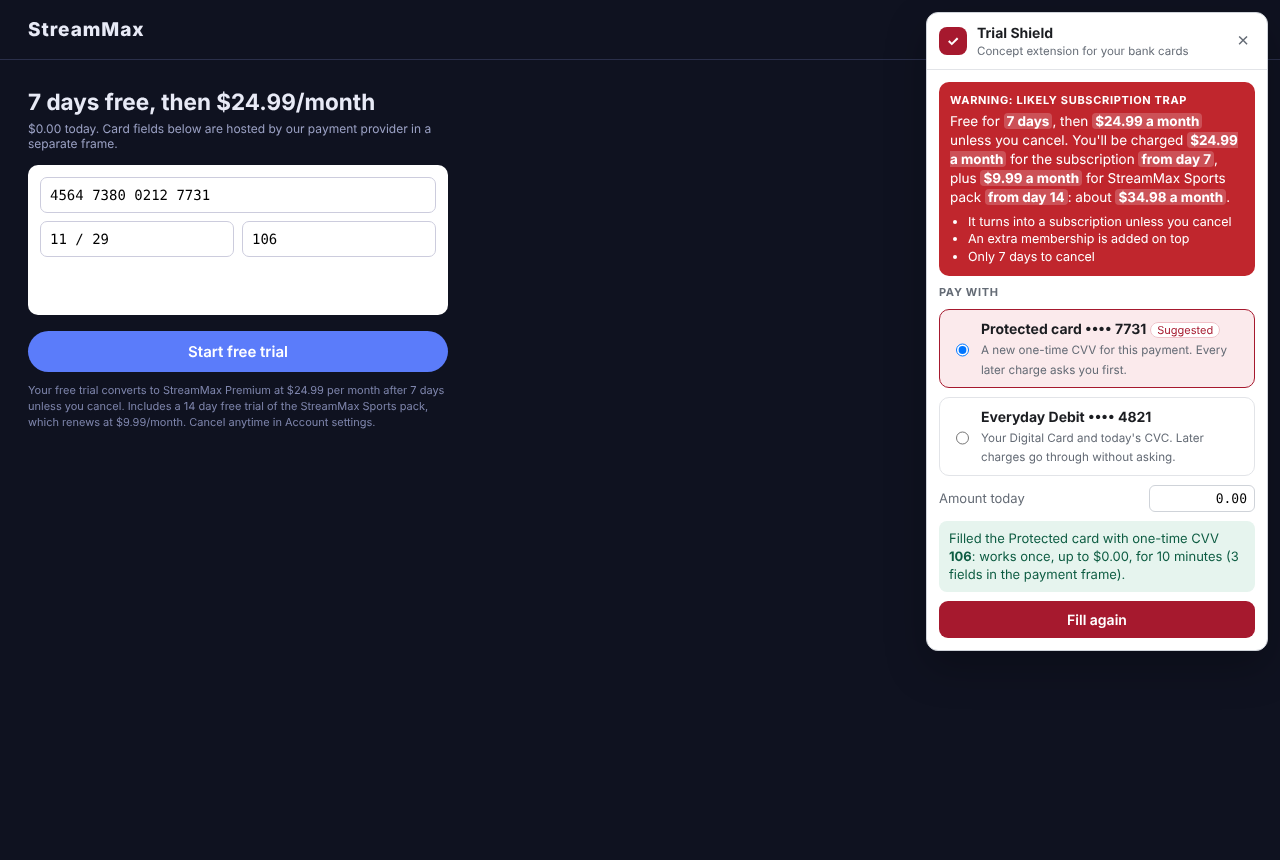 StreamMax
7 days free, then $24.99/month
$0.00 today. Card fields below are hosted by our payment provider in a
separate frame.
4564 7380 0212 7731
11 / 29
106
Start free trial
Your free trial converts to StreamMax Premium at $24.99 per month after 7 days
unless you cancel. Includes a 14 day free trial of the StreamMax Sports pack,
which renews at $9.99/month. Cancel anytime in Account settings.
Trial Shield
Concept extension for your bank cards
WARNING: LIKELY SUBSCRIPTION TRAP
Free for 7 days, then $24.99 a month
unless you cancel. You'll be charged $24.99
a month for the subscription from day 7,
plus $9.99 a month for StreamMax Sports
pack from day 14: about $34.98 a month.
• It turns into a subscription unless you cancel
• An extra membership is added on top
• Only 7 days to cancel
PAY WITH
Protected card •••• 7731 Suggested
A new one-time CVV for this payment. Every
later charge asks you first.
Everyday Debit •••• 4821
Your Digital Card and today's CVC. Later
charges go through without asking.
Amount today 0.00
Filled the Protected card with one-time CVV
106: works once, up to $0.00, for 10 minutes (3
fields in the payment frame).
Fill again